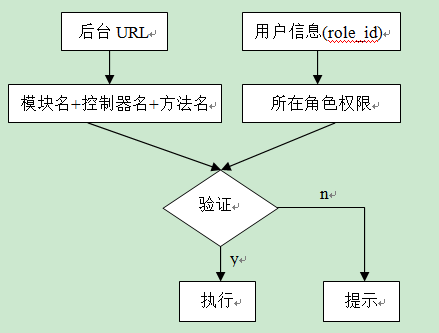 后台 URL
用户信息(role_id)
模块名+控制器名+方法名
所在角色权限
验证
n
y
执行
提示